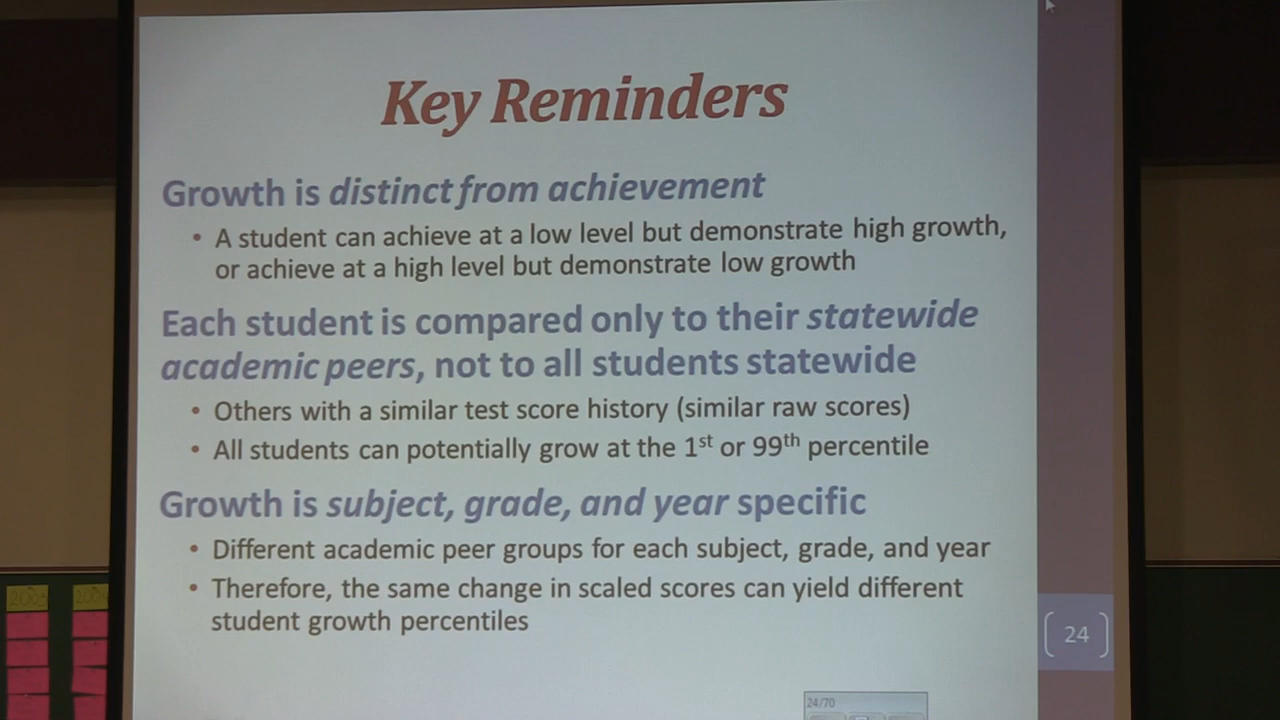 Key Reminders
Growth is distinct from achievement
• A student can achieve at a low level but demonstrate high growth,
or achieve at a high level but demonstrate low growth
Each student is compared only to their statewide
academic peers, not to all students statewide
• Others with a similar test score history (similar raw scores)
• All students can potentially grow at the 1st or 99th percentile
Growth is subject, grade, and year specific
• Different academic peer groups for each subject, grade, and year
• Therefore, the same change in scaled scores can yield different
student growth percentiles
24
24/70
2003